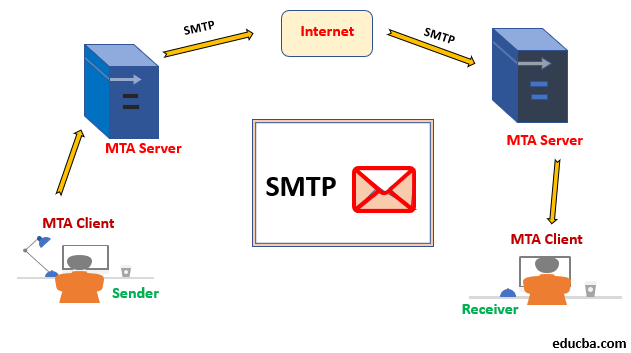 SMTP
Internet
SMTP
MTA Server
MTA Server
SMTP
MTA Client
Sender
MTA Client
Receiver
educba.com